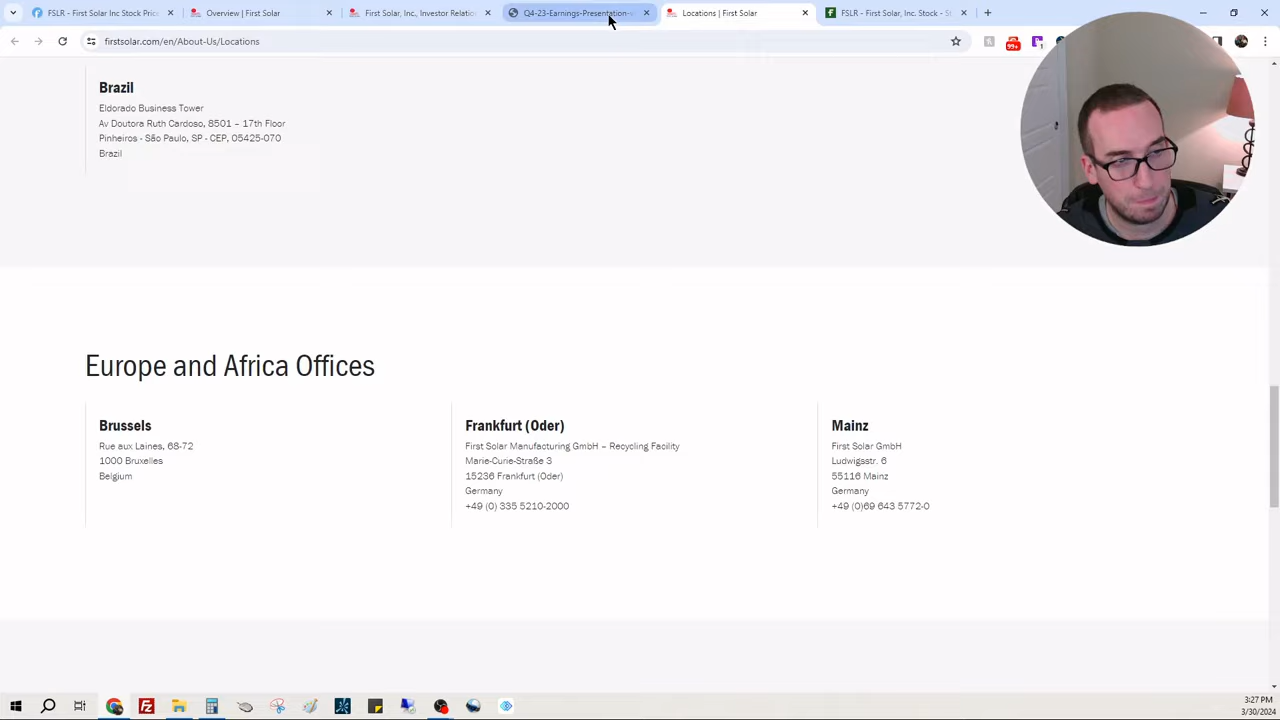 FSLR - First Solar Inc Stock Price
Overview | First Solar
First Solar, Inc., Investor Relatio
Q4-23-Earnings-Presentation-
Locations | First Solar
FSLR - First Solar, Inc. Stock - S
firstsolar.com/en/About-Us/Locations
99+
1
Brazil
Eldorado Business Tower
Av Doutora Ruth Cardoso, 8501 – 17th Floor
Pinheiros - São Paulo, SP - CEP, 05425-070
Brazil
Europe and Africa Offices
Brussels
Rue aux Laines, 68-72
1000 Bruxelles
Belgium
Frankfurt (Oder)
First Solar Manufacturing GmbH – Recycling Facility
Marie-Curie-Straße 3
15236 Frankfurt (Oder)
Germany
+49 (0) 335 5210-2000
Mainz
First Solar GmbH
Ludwigsstr. 6
55116 Mainz
Germany
+49 (0)69 643 5772-0
3:27 PM
3/30/2024